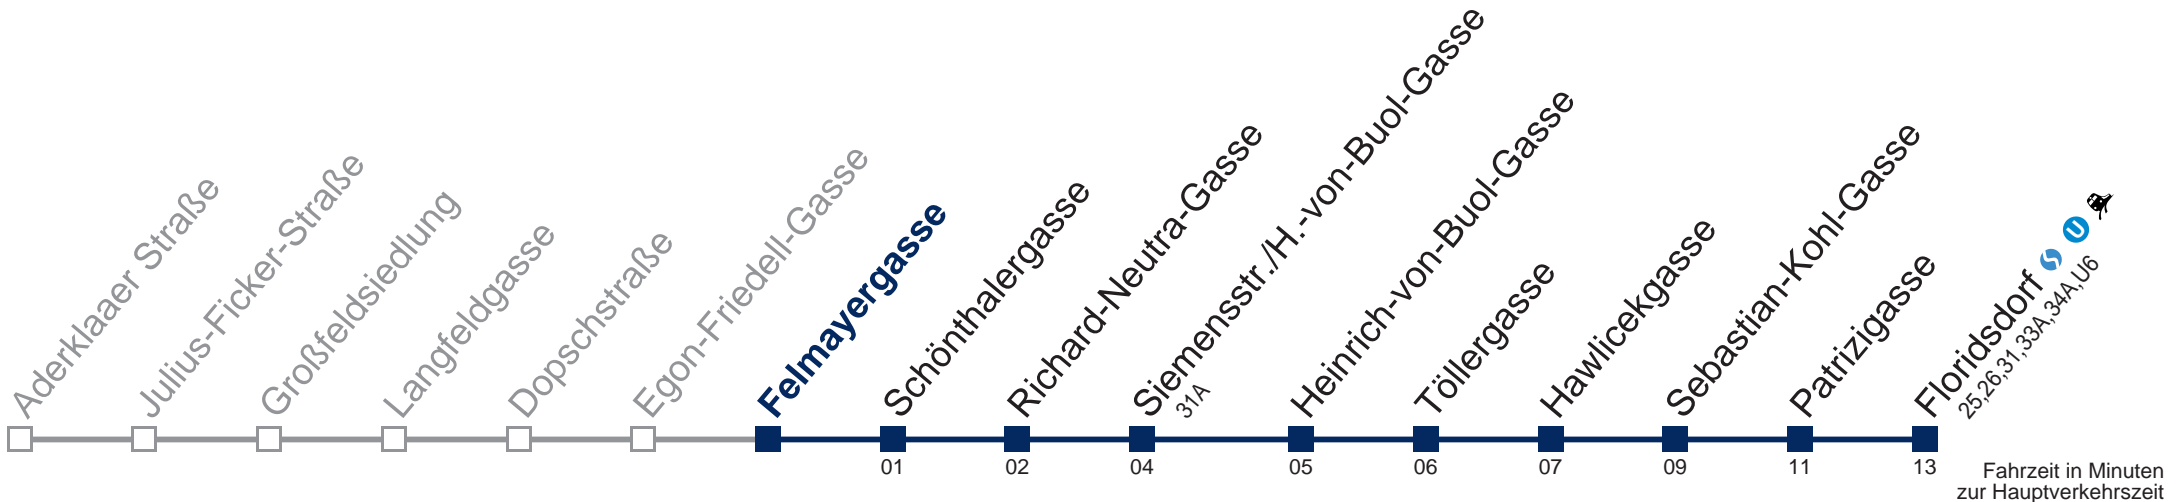 Aderklaaer Straße
Julius-Ficker-Straße
Großfeldsiedlung
Langfeldgasse
Dopschstraße
Egon-Friedell-Gasse
Felmayergasse
Schönthalergasse
Richard-Neutra-Gasse
Siemensstr./H.-von-Buol-Gasse
31A
Heinrich-von-Buol-Gasse
Töllergasse
Hawlicekgasse
Sebastian-Kohl-Gasse
Patrizigasse
Floridsdorf S U
25,26,31,33A,34A,U6
01 02 04 05 06 07 09 11 13
Fahrzeit in Minuten
zur Hauptverkehrszeit